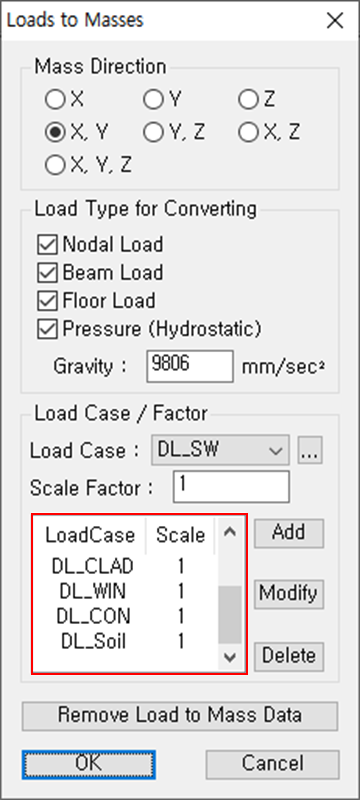 Loads to Masses
Mass Direction
X Y Z
X, Y Y, Z X, Z
X, Y, Z
Load Type for Converting
Nodal Load
Beam Load
Floor Load
Pressure (Hydrostatic)
Gravity : 9806 mm/sec²
Load Case / Factor
Load Case : DL_SW ...
Scale Factor : 1
LoadCase Scale
DL_CLAD 1
DL_WIN 1
DL_CON 1
DL_Soil 1
Add
Modify
Delete
Remove Load to Mass Data
OK Cancel